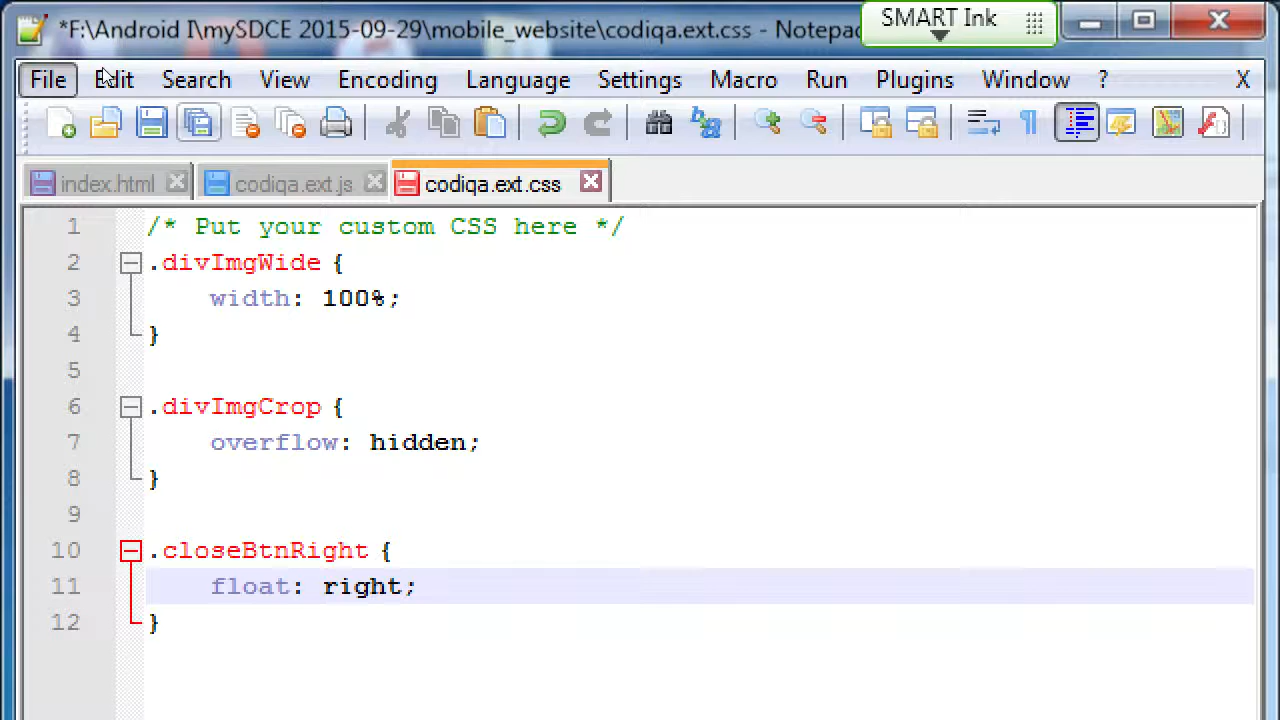 *F:\Android I\mySDCE 2015-09-29\mobile_website\codiqa.ext.css - Notepad
SMART Ink
File Edit Search View Encoding Language Settings Macro Run Plugins Window ? X
index.html codiqa.ext.js codiqa.ext.css
1 /* Put your custom CSS here */
2 .divImgWide {
3 width: 100%;
4 }
5
6 .divImgCrop {
7 overflow: hidden;
8 }
9
10 .closeBtnRight {
11 float: right;
12 }